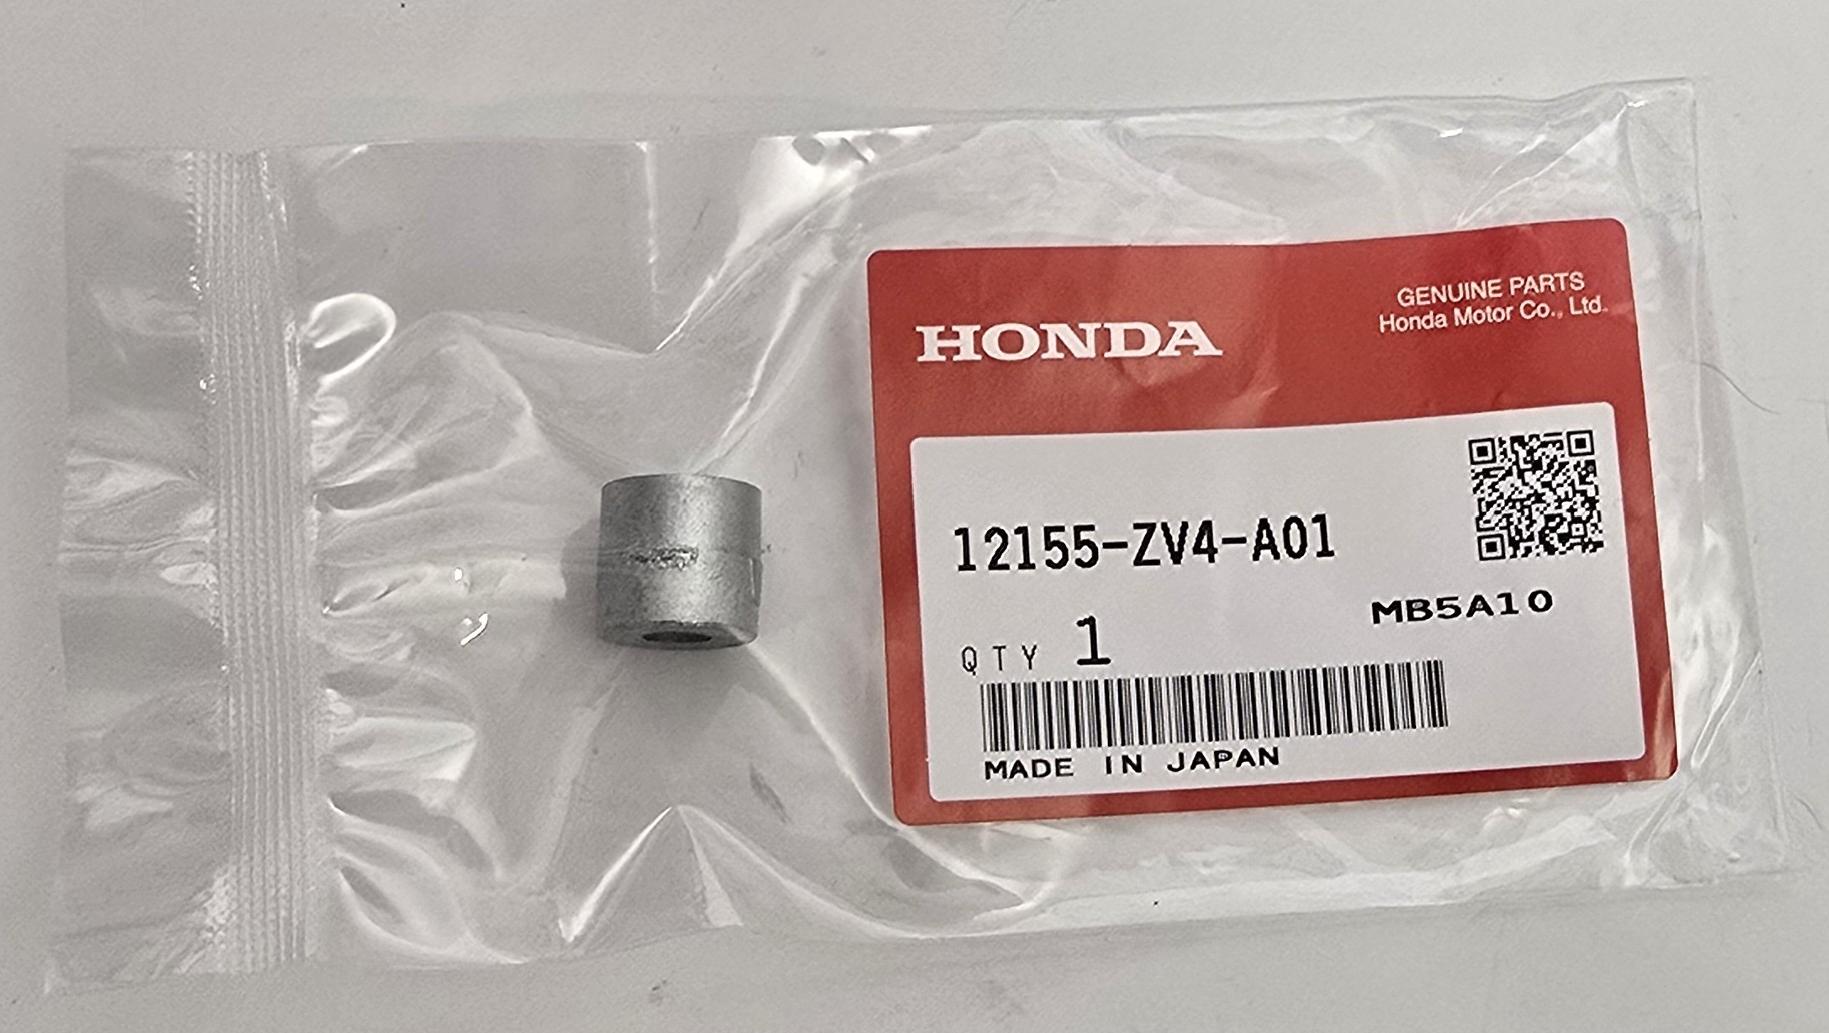 HONDA
GENUINE PARTS
Honda Motor Co., Ltd.
12155-ZV4-A01
MB5A10
QTY 1
MADE IN JAPAN